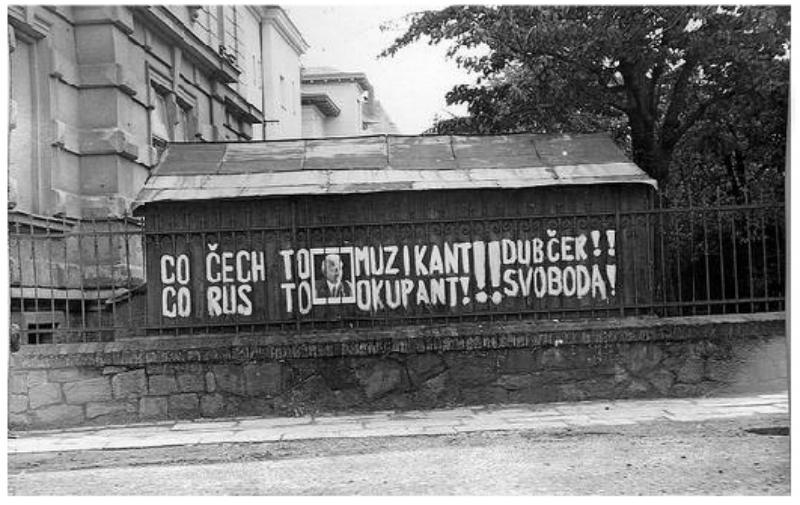 CO ČECH TO MUZIKANT!! DUBČEK!!
CO RUS TO OKUPANT!.. SVOBODA!